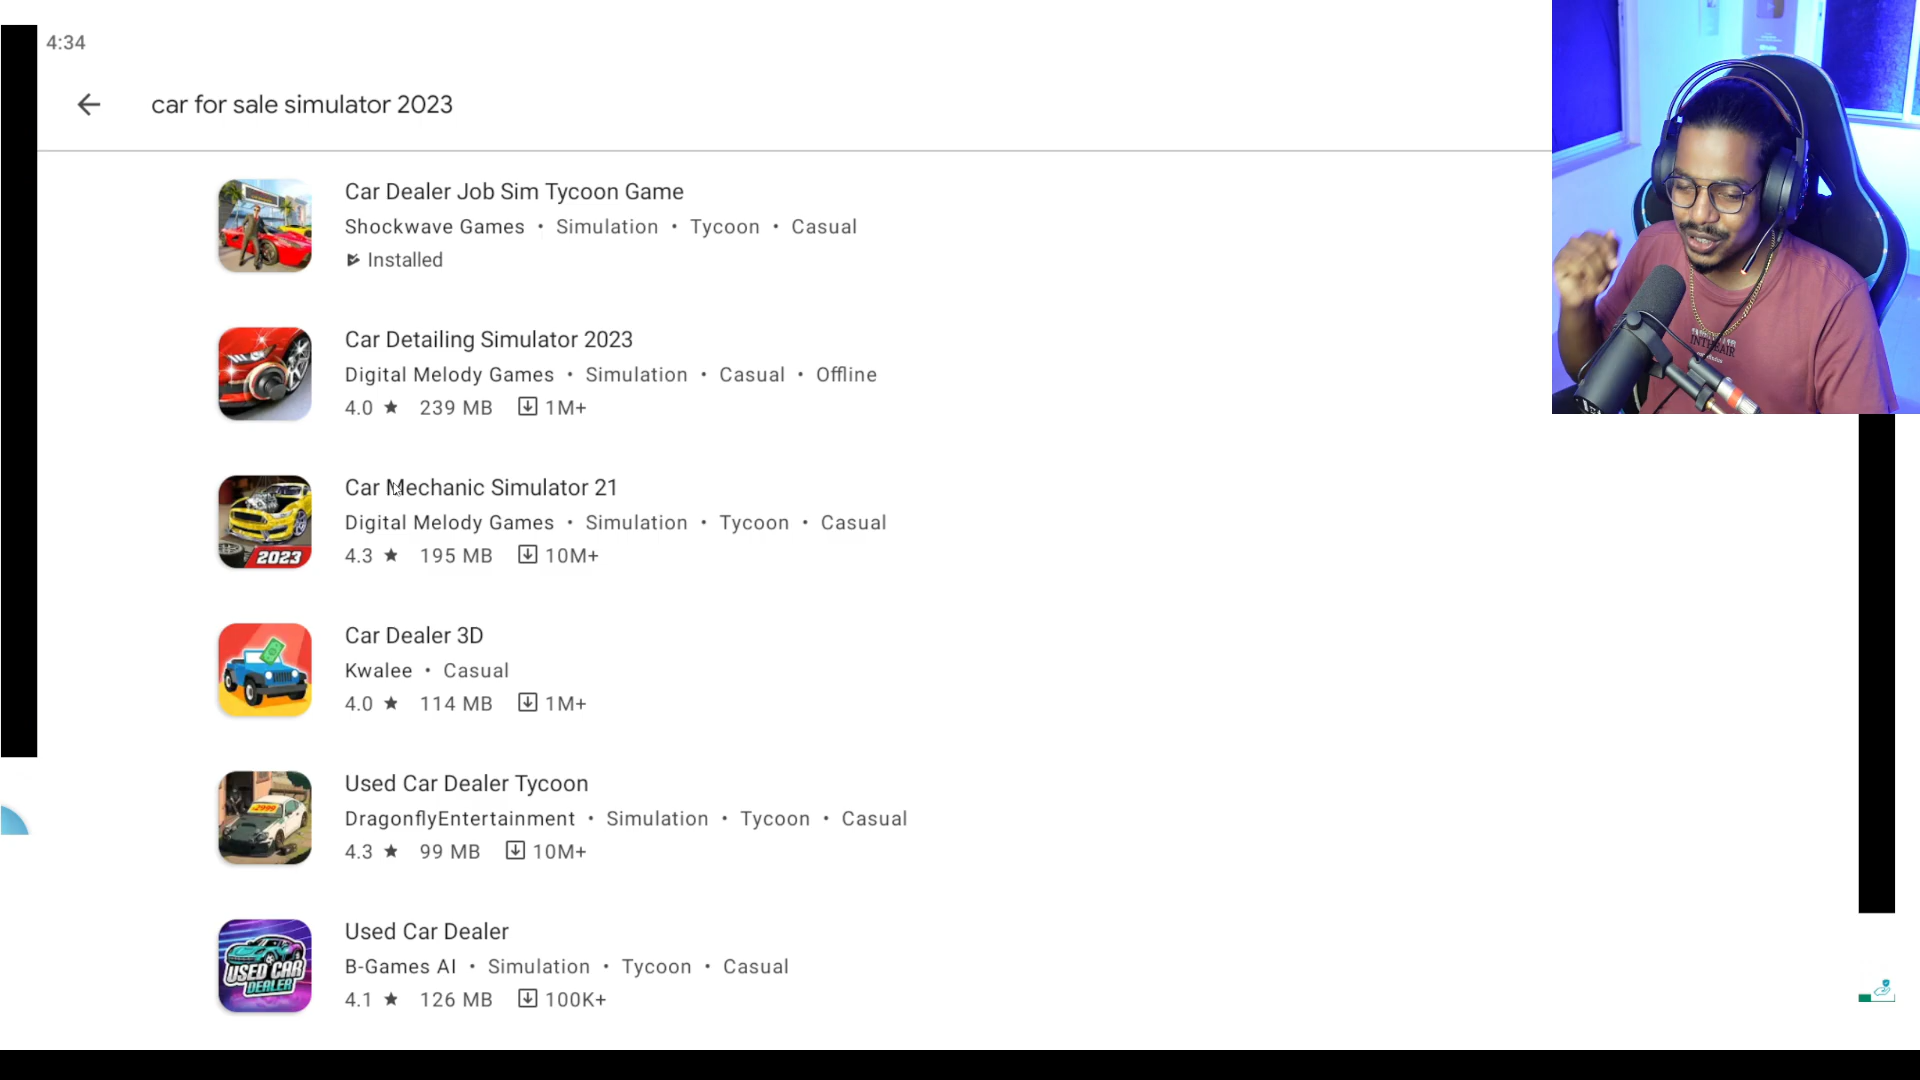 4:34
car for sale simulator 2023
Car Dealer Job Sim Tycoon Game
Shockwave Games • Simulation • Tycoon • Casual
Installed
Car Detailing Simulator 2023
Digital Melody Games • Simulation • Casual • Offline
4.0 ★ 239 MB 1M+
Car Mechanic Simulator 21
Digital Melody Games • Simulation • Tycoon • Casual
2023
4.3 ★ 195 MB 10M+
Car Dealer 3D
Kwalee • Casual
4.0 ★ 114 MB 1M+
Used Car Dealer Tycoon
DragonflyEntertainment • Simulation • Tycoon • Casual
4.3 ★ 99 MB 10M+
Used Car Dealer
B-Games AI • Simulation • Tycoon • Casual
USED CAR
DEALER
4.1 ★ 126 MB 100K+